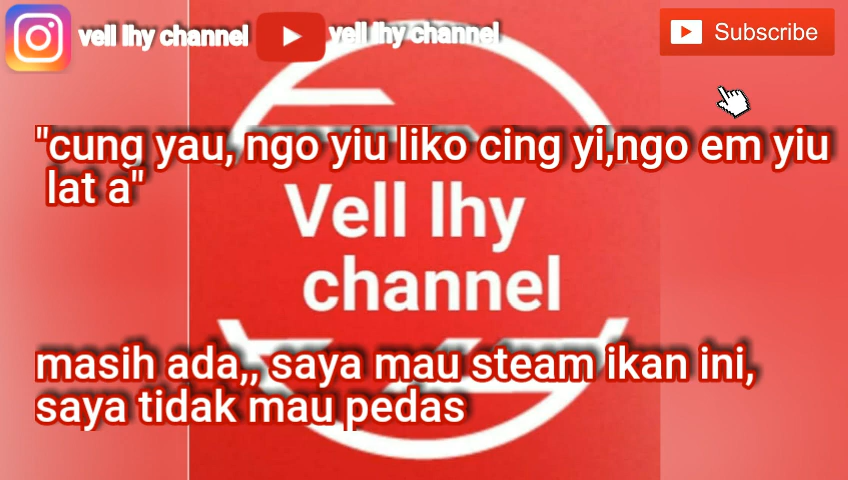 vell lhy channel
vell lhy channel
Subscribe
"cung yau, ngo yiu liko cing yi,ngo em yiu
lat a"
Vell lhy
channel
masih ada,, saya mau steam ikan ini,
saya tidak mau pedas